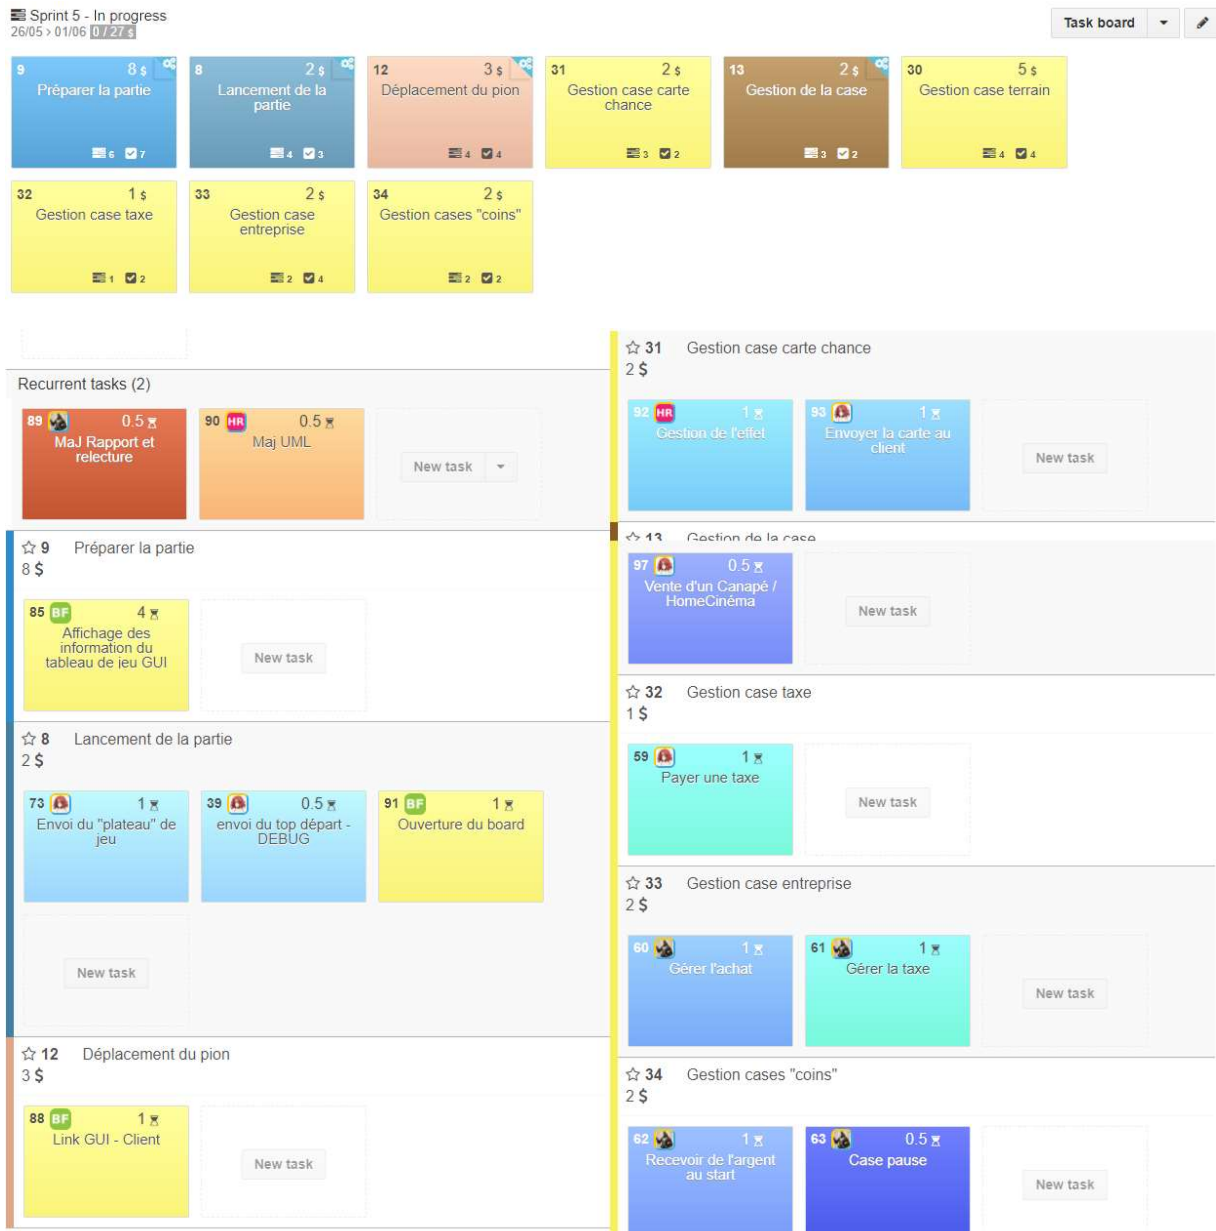 Sprint 5 - In progress
26/05 › 01/06 0 / 27 $
Task board
9 8 $
Préparer la partie
6 7
8 2 $
Lancement de la
partie
4 3
12 3 $
Déplacement du pion
4 4
31 2 $
Gestion case carte
chance
3 2
13 2 $
Gestion de la case
3 2
30 5 $
Gestion case terrain
4 4
32 1 $
Gestion case taxe
1 2
33 2 $
Gestion case
entreprise
2 4
34 2 $
Gestion cases "coins"
2 2
Recurrent tasks (2)
89 0.5
MaJ Rapport et
relecture
90 HR 0.5
Maj UML
New task
9 Préparer la partie
8 $
85 BF 4
Affichage des
information du
tableau de jeu GUI
New task
8 Lancement de la partie
2 $
73 1
Envoi du "plateau" de
jeu
39 0.5
envoi du top départ -
DEBUG
91 BF 1
Ouverture du board
New task
12 Déplacement du pion
3 $
88 BF 1
Link GUI - Client
New task
31 Gestion case carte chance
2 $
92 HR 1
Gestion de l'effet
93 1
Envoyer la carte au
client
New task
13 Gestion de la case
97 0.5
Vente d'un Canapé /
HomeCinéma
New task
32 Gestion case taxe
1 $
59 1
Payer une taxe
New task
33 Gestion case entreprise
2 $
60 1
Gérer l'achat
61 1
Gérer la taxe
New task
34 Gestion cases "coins"
2 $
62 1
Recevoir de l'argent
au start
63 0.5
Case pause
New task